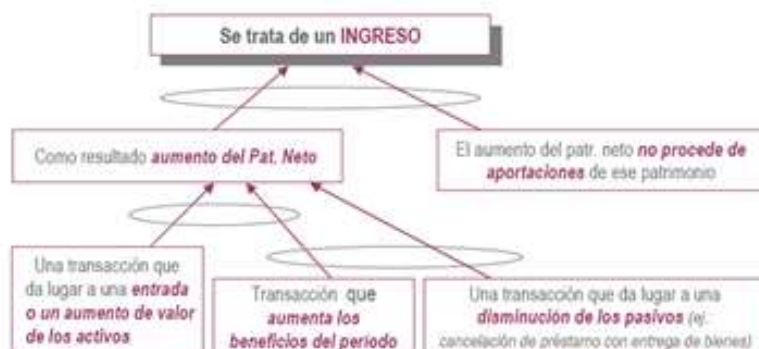 Se trata de un INGRESO
Como resultado aumento del Pat. Neto
El aumento del patr. neto no procede de
aportaciones de ese patrimonio
Una transacción que
da lugar a una entrada
o un aumento de valor
de los activos
Transacción que
aumenta los
beneficios del período
Una transacción que da lugar a una
disminución de los pasivos (ej.
cancelación de préstamo con entrega de bienes)